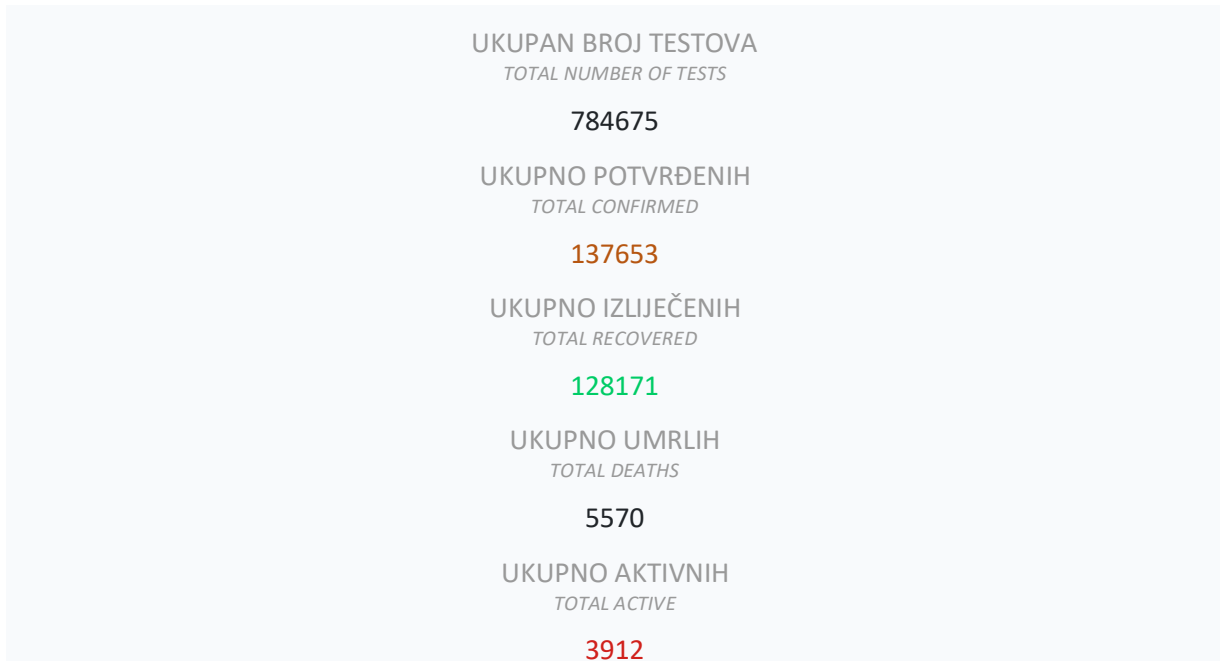 UKUPAN BROJ TESTOVA
TOTAL NUMBER OF TESTS
784675
UKUPNO POTVRĐENIH
TOTAL CONFIRMED
137653
UKUPNO IZLIJEČENIH
TOTAL RECOVERED
128171
UKUPNO UMRLIH
TOTAL DEATHS
5570
UKUPNO AKTIVNIH
TOTAL ACTIVE
3912